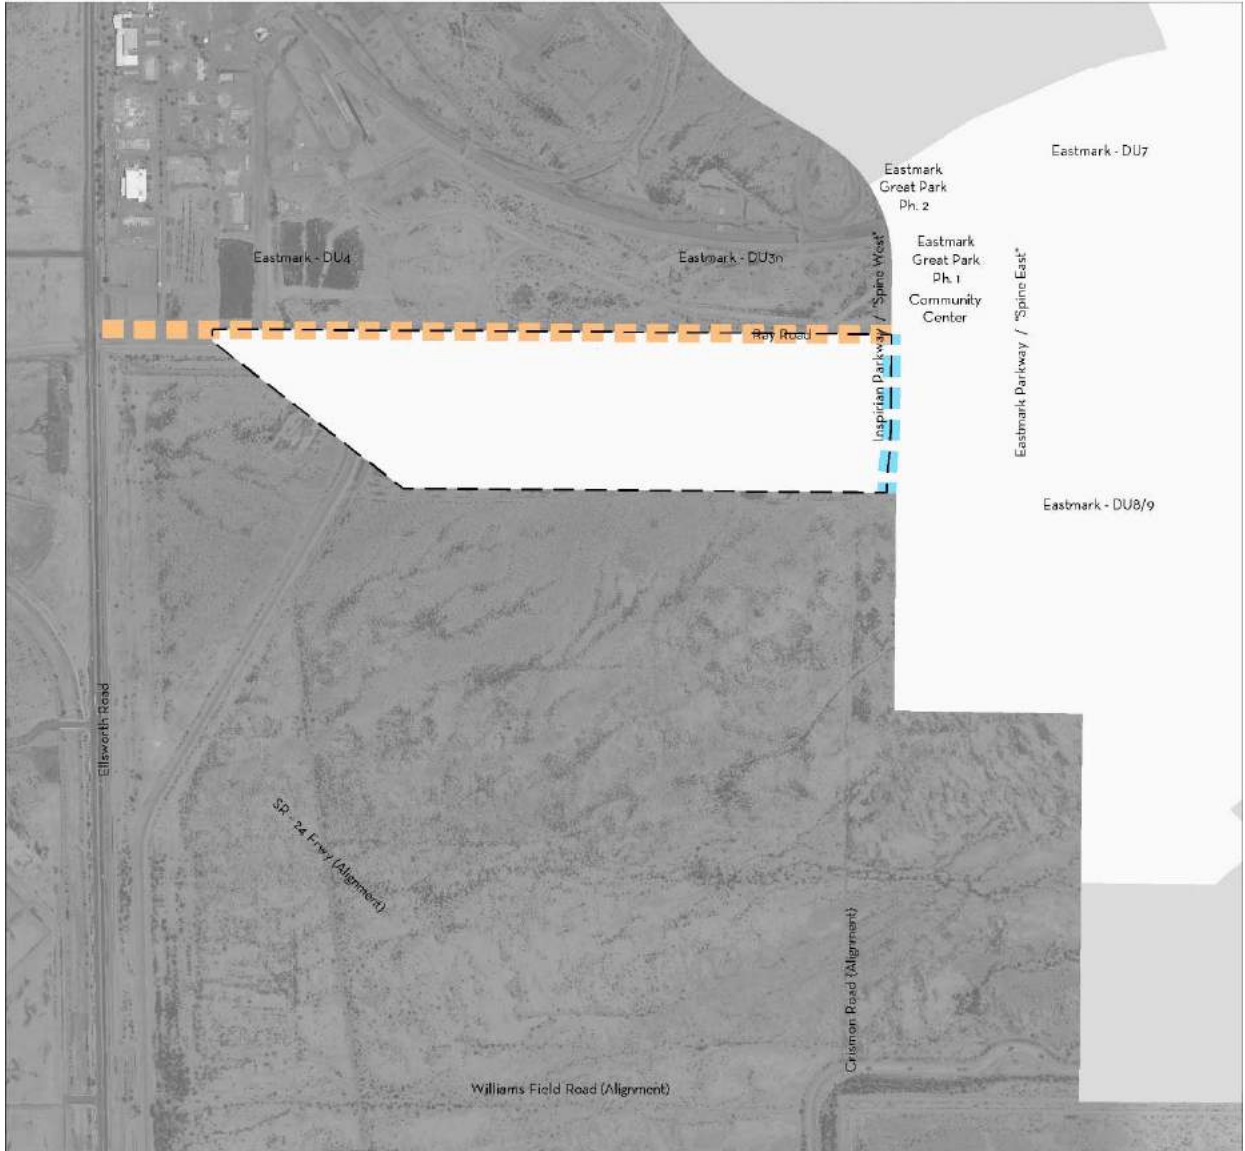 Eastmark - DU7
Eastmark
Great Park
Ph. 2
Eastmark - DU4
Eastmark - DU3n
Eastmark
Great Park
Ph. 1
Community
Center
Ray Road
Inspirian Parkway / "Spine West"
Eastmark Parkway / "Spine East"
Eastmark - DU8/9
Ellsworth Road
SR - 24 Frwy (Alignment)
Crismon Road (Alignment)
Williams Field Road (Alignment)